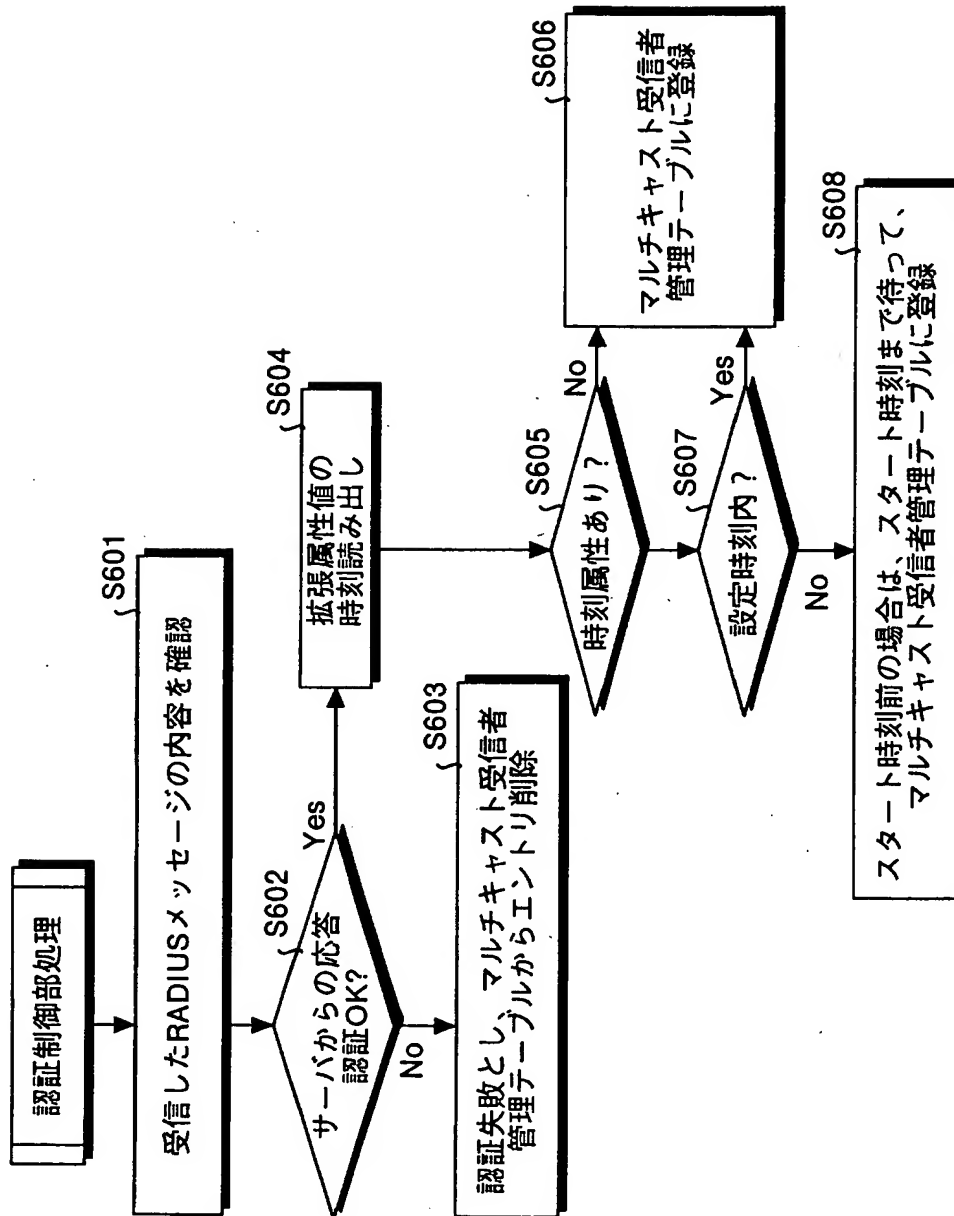 認証制御部処理
S601
受信したRADIUSメッセージの内容を確認
S602
サーバからの応答
認証OK?
Yes
No
S603
認証失敗とし、マルチキャスト受信者
管理テーブルからエントリ削除
S604
拡張属性値の
時刻読み出し
S605
時刻属性あり?
No
S606
マルチキャスト受信者
管理テーブルに登録
S607
設定時刻内?
Yes
No
S608
スタート時刻前の場合は、スタート時刻まで待って、
マルチキャスト受信者管理テーブルに登録